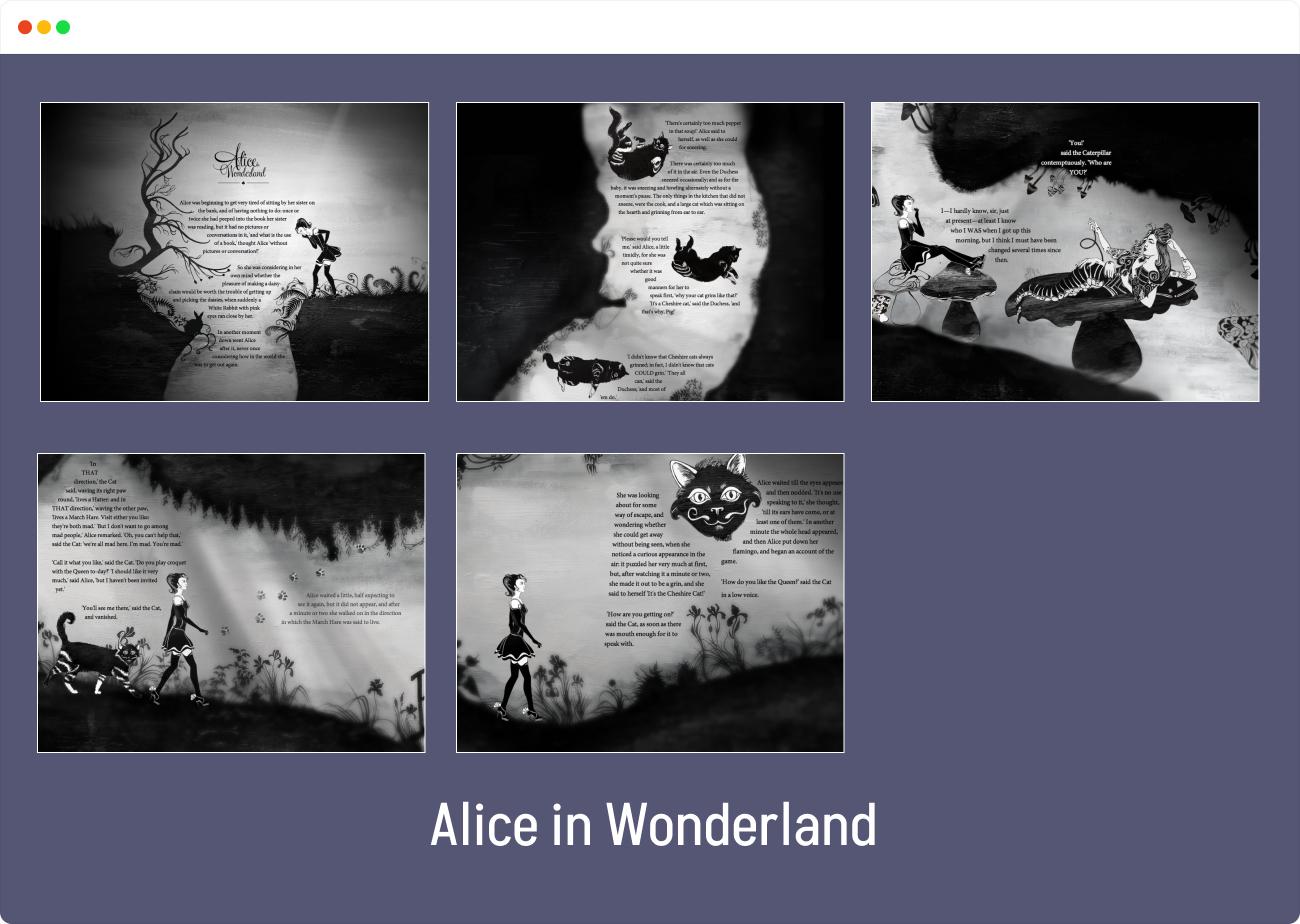 Alice in
Wonderland
Alice was beginning to get very tired of sitting by her sister on
the bank, and of having nothing to do: once or
twice she had peeped into the book her sister
was reading, but it had no pictures or
conversations in it, 'and what is the use
of a book,' thought Alice 'without
pictures or conversation?'
So she was considering in her
own mind whether the
pleasure of making a daisy-
chain would be worth the trouble of getting up
and picking the daisies, when suddenly a
White Rabbit with pink
eyes ran close by her.
In another moment
down went Alice
after it, never once
considering how in the world she
was to get out again.
'There's certainly too much pepper
in that soup!' Alice said to
herself, as well as she could
for sneezing.
There was certainly too much
of it in the air. Even the Duchess
sneezed occasionally; and as for the
baby, it was sneezing and howling alternately without a
moment's pause. The only things in the kitchen that did not
sneeze, were the cook, and a large cat which was sitting on
the hearth and grinning from ear to ear.
'Please would you tell
me,' said Alice, a little
timidly, for she was
not quite sure
whether it was
good
manners for her to
speak first, 'why your cat grins like that?'
'It's a Cheshire cat,' said the Duchess, 'and
that's why. Pig!'
'I didn't know that Cheshire cats always
grinned; in fact, I didn't know that cats
COULD grin.' 'They all
can,' said the
Duchess, 'and most of
'em do.'
'You!'
said the Caterpillar
contemptuously. 'Who are
YOU?'
I—I hardly know, sir, just
at present—at least I know
who I WAS when I got up this
morning, but I think I must have been
changed several times since
then.
'In
THAT
direction,' the Cat
said, waving its right paw
round, 'lives a Hatter: and in
THAT direction,' waving the other paw,
'lives a March Hare. Visit either you like:
they're both mad.' 'But I don't want to go among
mad people,' Alice remarked. 'Oh, you can't help that,'
said the Cat: 'we're all mad here. I'm mad. You're mad.'
'Call it what you like,' said the Cat. 'Do you play croquet
with the Queen to-day?' 'I should like it very
much,' said Alice, 'but I haven't been invited
yet.'
'You'll see me there,' said the Cat,
and vanished.
Alice waited a little, half expecting to
see it again, but it did not appear, and after
a minute or two she walked on in the direction
in which the March Hare was said to live.
She was looking
about for some
way of escape, and
wondering whether
she could get away
without being seen, when she
noticed a curious appearance in the
air: it puzzled her very much at first,
but, after watching it a minute or two,
she made it out to be a grin, and she
said to herself 'It's the Cheshire Cat!'
'How are you getting on?'
said the Cat, as soon as there
was mouth enough for it to
speak with.
Alice waited till the eyes appeared
and then nodded. 'It's no use
speaking to it,' she thought,
'till its ears have come, or at
least one of them.' In another
minute the whole head appeared,
and then Alice put down her
flamingo, and began an account of the
game.
'How do you like the Queen?' said the Cat
in a low voice.
Alice in Wonderland